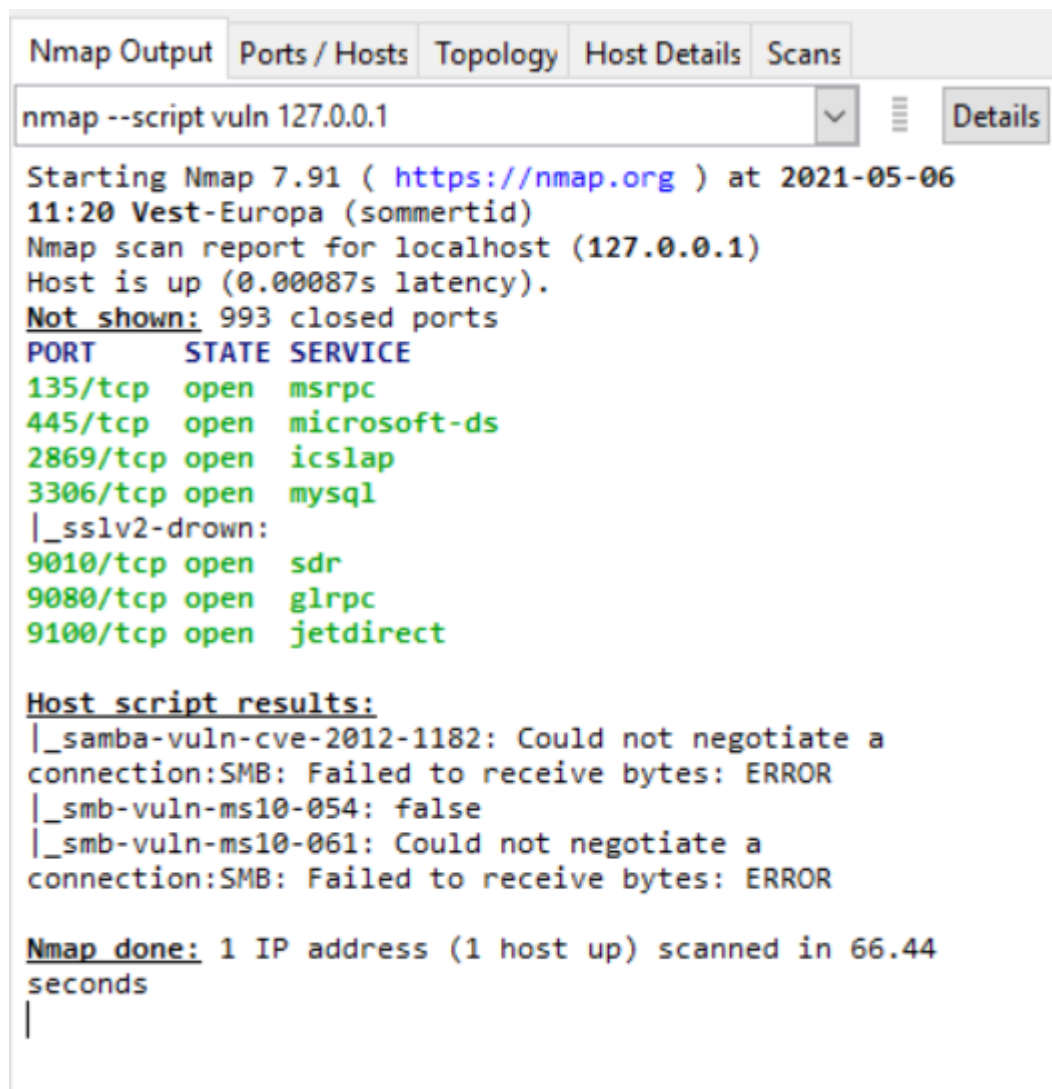 Nmap Output Ports / Hosts Topology Host Details Scans
nmap --script vuln 127.0.0.1 Details
Starting Nmap 7.91 ( https://nmap.org ) at 2021-05-06
11:20 Vest-Europa (sommertid)
Nmap scan report for localhost (127.0.0.1)
Host is up (0.00087s latency).
Not shown: 993 closed ports
PORT     STATE SERVICE
135/tcp  open  msrpc
445/tcp  open  microsoft-ds
2869/tcp open  icslap
3306/tcp open  mysql
|_sslv2-drown:
9010/tcp open  sdr
9080/tcp open  glrpc
9100/tcp open  jetdirect
Host script results:
|_samba-vuln-cve-2012-1182: Could not negotiate a
connection:SMB: Failed to receive bytes: ERROR
|_smb-vuln-ms10-054: false
|_smb-vuln-ms10-061: Could not negotiate a
connection:SMB: Failed to receive bytes: ERROR
Nmap done: 1 IP address (1 host up) scanned in 66.44
seconds